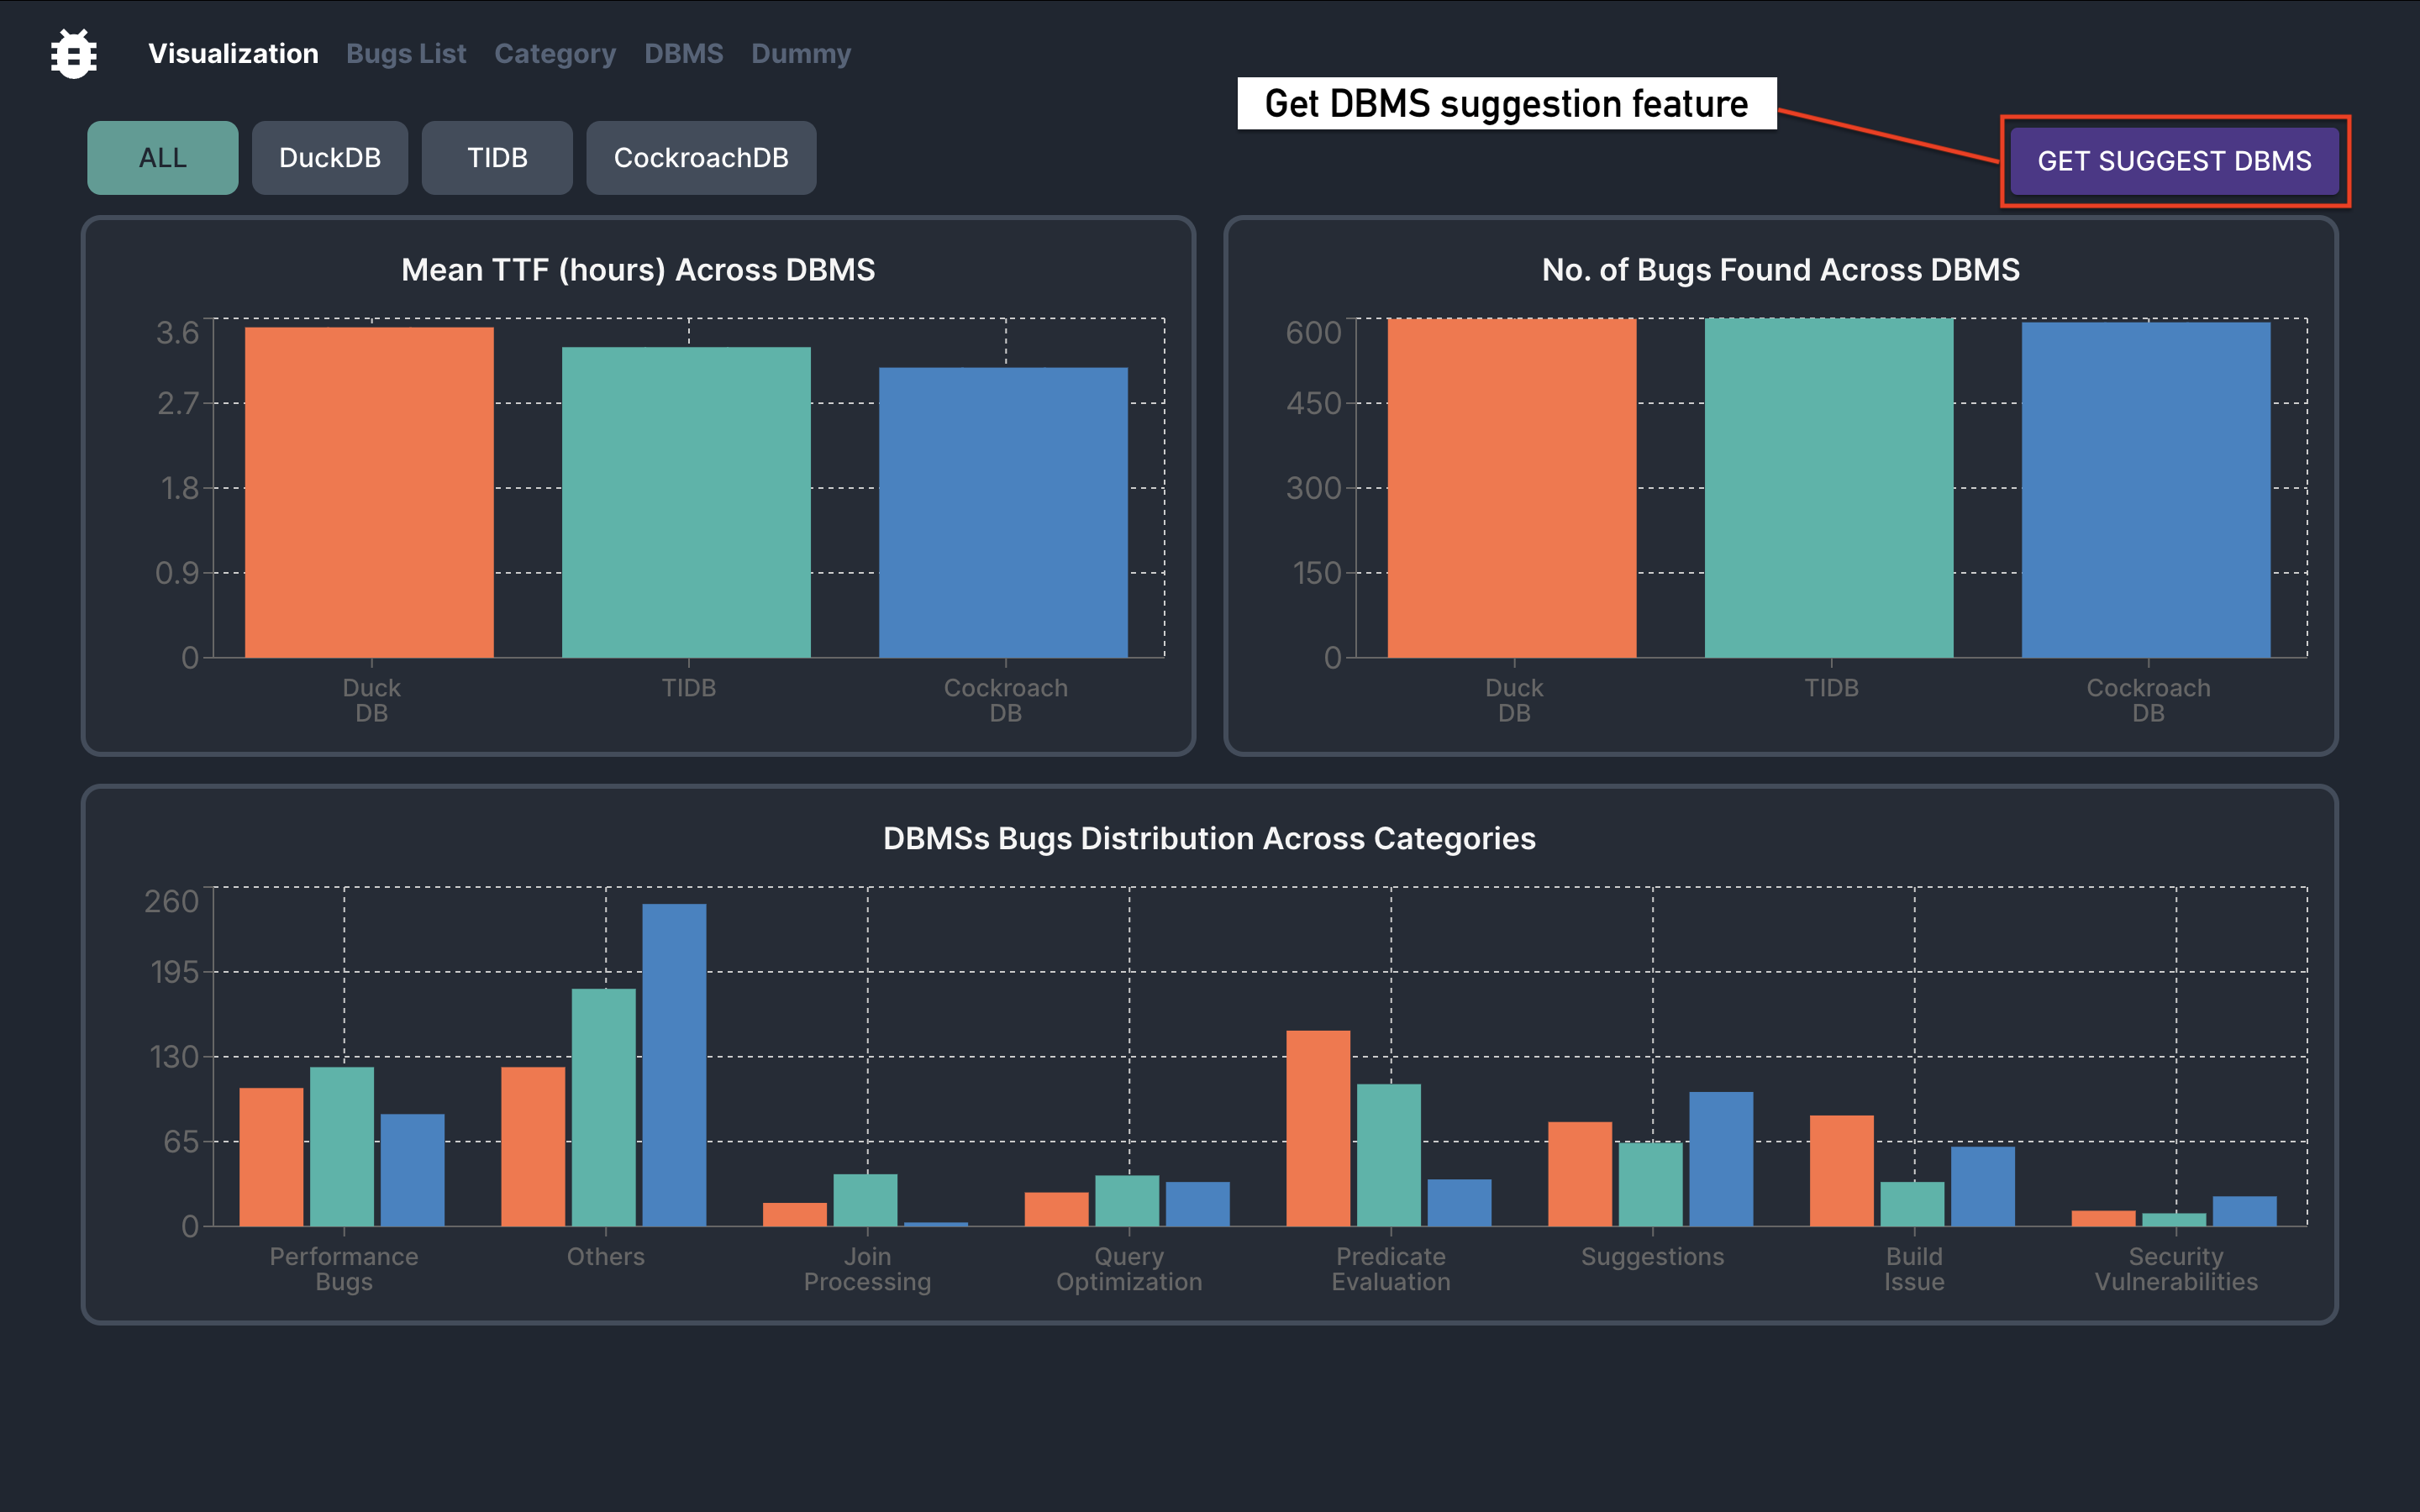 Visualization Bugs List Category DBMS Dummy
Get DBMS suggestion feature
ALL DuckDB TIDB CockroachDB
GET SUGGEST DBMS
Mean TTF (hours) Across DBMS
3.6
2.7
1.8
0.9
0
Duck
DB
TIDB
Cockroach
DB
No. of Bugs Found Across DBMS
600
450
300
150
0
Duck
DB
TIDB
Cockroach
DB
DBMSs Bugs Distribution Across Categories
260
195
130
65
0
Performance
Bugs
Others
Join
Processing
Query
Optimization
Predicate
Evaluation
Suggestions
Build
Issue
Security
Vulnerabilities